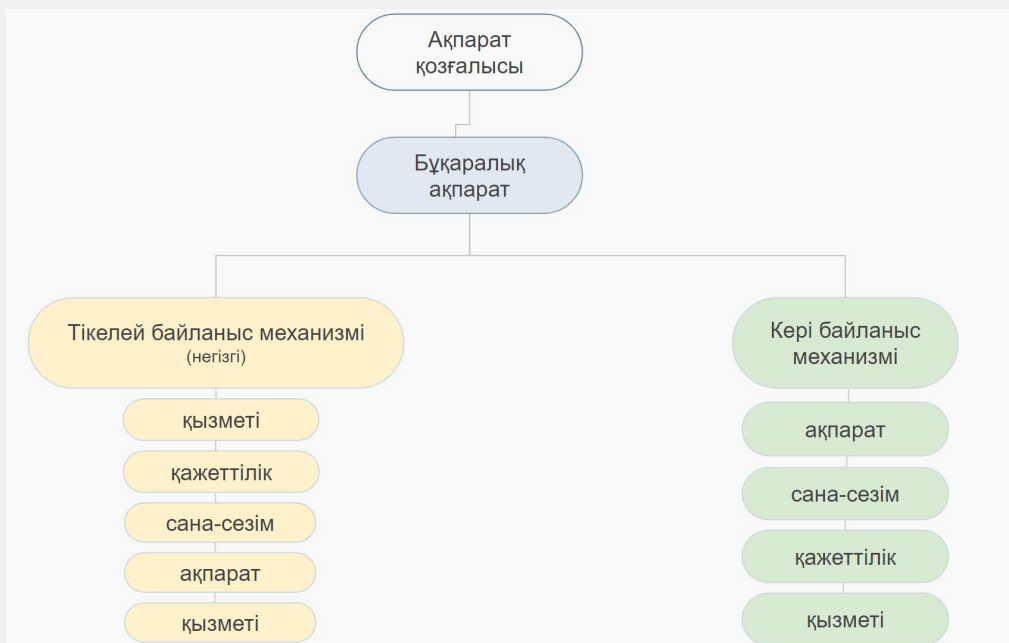 Ақпарат
қозғалысы
Бұқаралық
ақпарат
Тікелей байланыс механизмі
(негізгі)
қызметі
қажеттілік
сана-сезім
ақпарат
қызметі
Кері байланыс
механизмі
ақпарат
сана-сезім
қажеттілік
қызметі